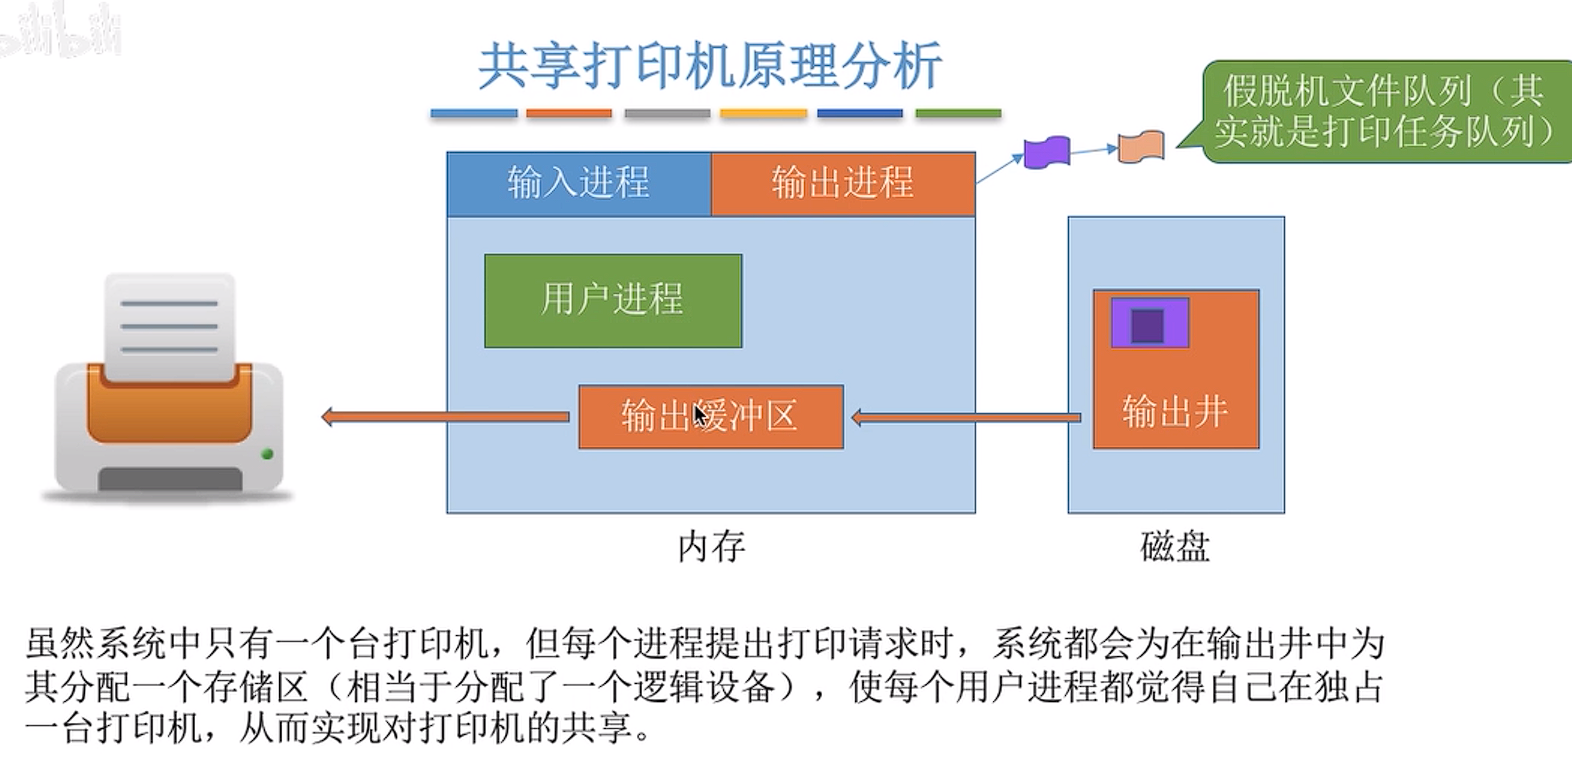 bilibili
共享打印机原理分析
假脱机文件队列（其
实就是打印任务队列）
输入进程
输出进程
用户进程
输出缓冲区
输出井
内存
磁盘
虽然系统中只有一个台打印机，但每个进程提出打印请求时，系统都会为在输出井中为
其分配一个存储区（相当于分配了一个逻辑设备），使每个用户进程都觉得自己在独占
一台打印机，从而实现对打印机的共享。